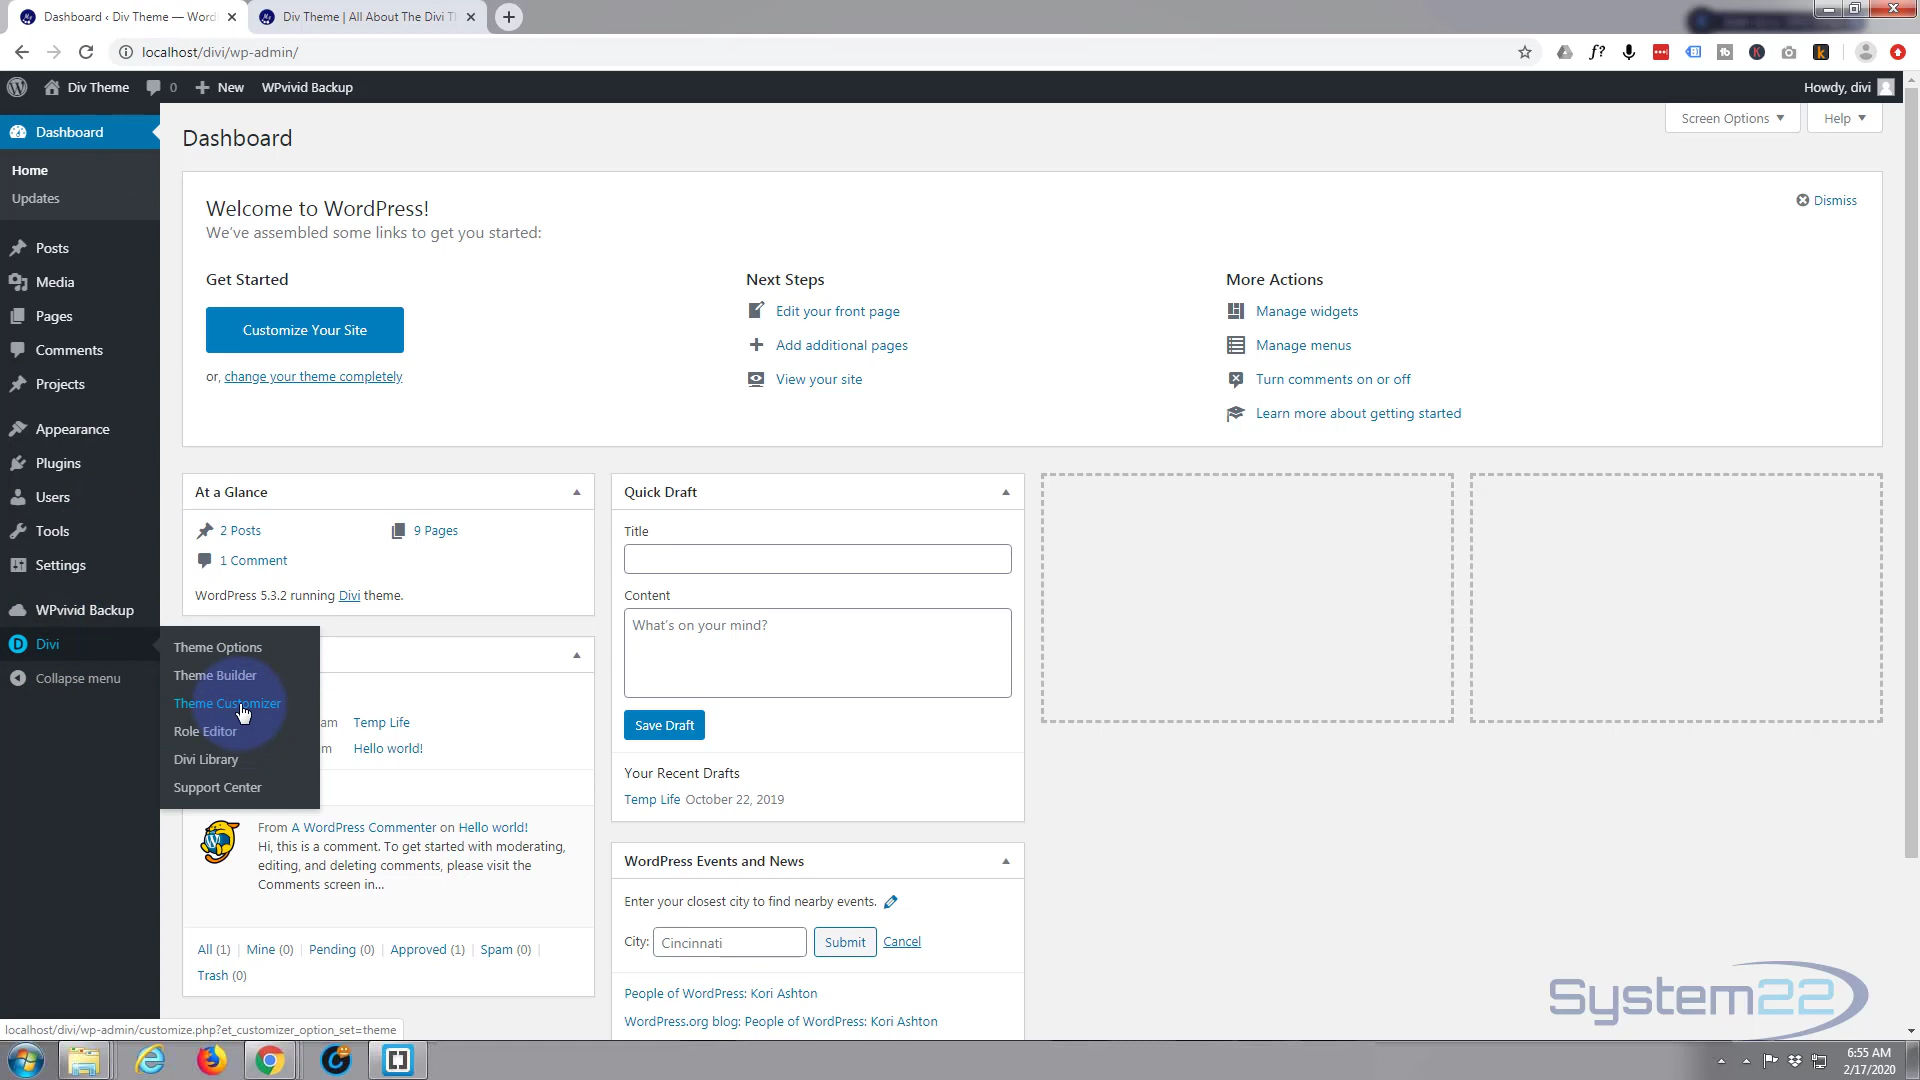 Dashboard ‹ Div Theme — Word
Div Theme | All About The Divi T
localhost/divi/wp-admin/
Div Theme
0
New
WPvivid Backup
Howdy, divi
Dashboard
Home
Updates
Posts
Media
Pages
Comments
Projects
Appearance
Plugins
Users
Tools
Settings
WPvivid Backup
Divi
Collapse menu
Theme Options
Theme Builder
Theme Customizer
Role Editor
Divi Library
Support Center
Dashboard
Screen Options
Help
Welcome to WordPress!
We've assembled some links to get you started:
Dismiss
Get Started
Customize Your Site
or, change your theme completely
Next Steps
Edit your front page
Add additional pages
View your site
More Actions
Manage widgets
Manage menus
Turn comments on or off
Learn more about getting started
At a Glance
2 Posts
9 Pages
1 Comment
WordPress 5.3.2 running Divi theme.
am Temp Life
m Hello world!
From A WordPress Commenter on Hello world!
Hi, this is a comment. To get started with moderating,
editing, and deleting comments, please visit the
Comments screen in…
All (1) | Mine (0) | Pending (0) | Approved (1) | Spam (0) |
Trash (0)
Quick Draft
Title
Content
What's on your mind?
Save Draft
Your Recent Drafts
Temp Life October 22, 2019
WordPress Events and News
Enter your closest city to find nearby events.
City: Cincinnati Submit Cancel
People of WordPress: Kori Ashton
WordPress.org blog: People of WordPress: Kori Ashton
System22
localhost/divi/wp-admin/customize.php?et_customizer_option_set=theme
6:55 AM
2/17/2020